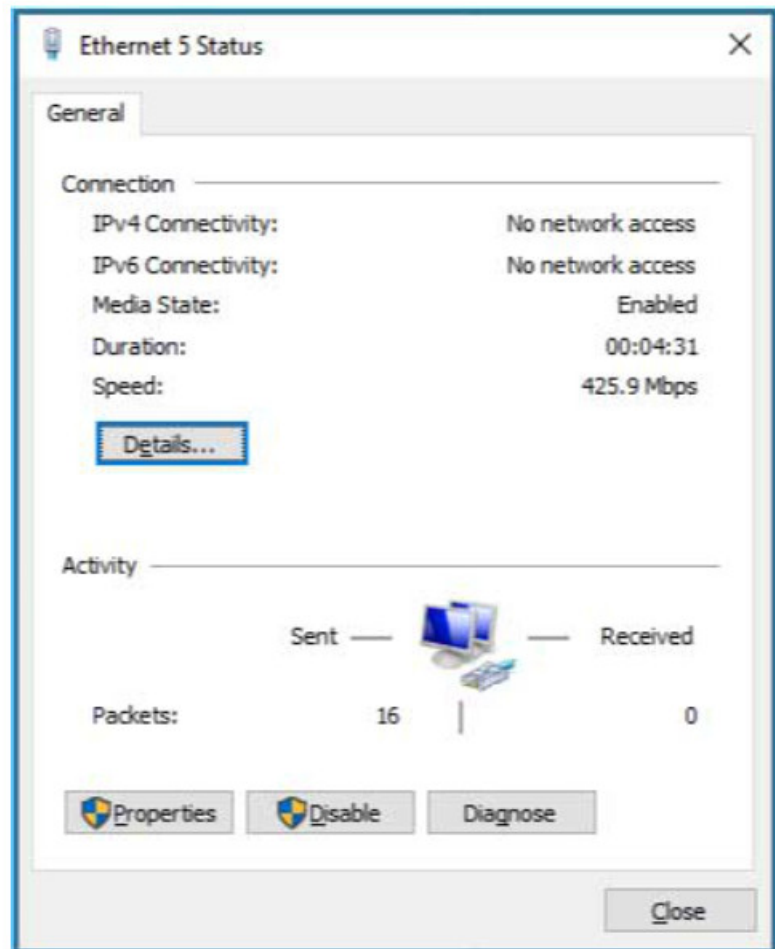 Ethernet 5 Status
General
Connection
IPv4 Connectivity: No network access
IPv6 Connectivity: No network access
Media State: Enabled
Duration: 00:04:31
Speed: 425.9 Mbps
Details...
Activity
Sent — — Received
Packets: 16 | 0
Properties Disable Diagnose
Close